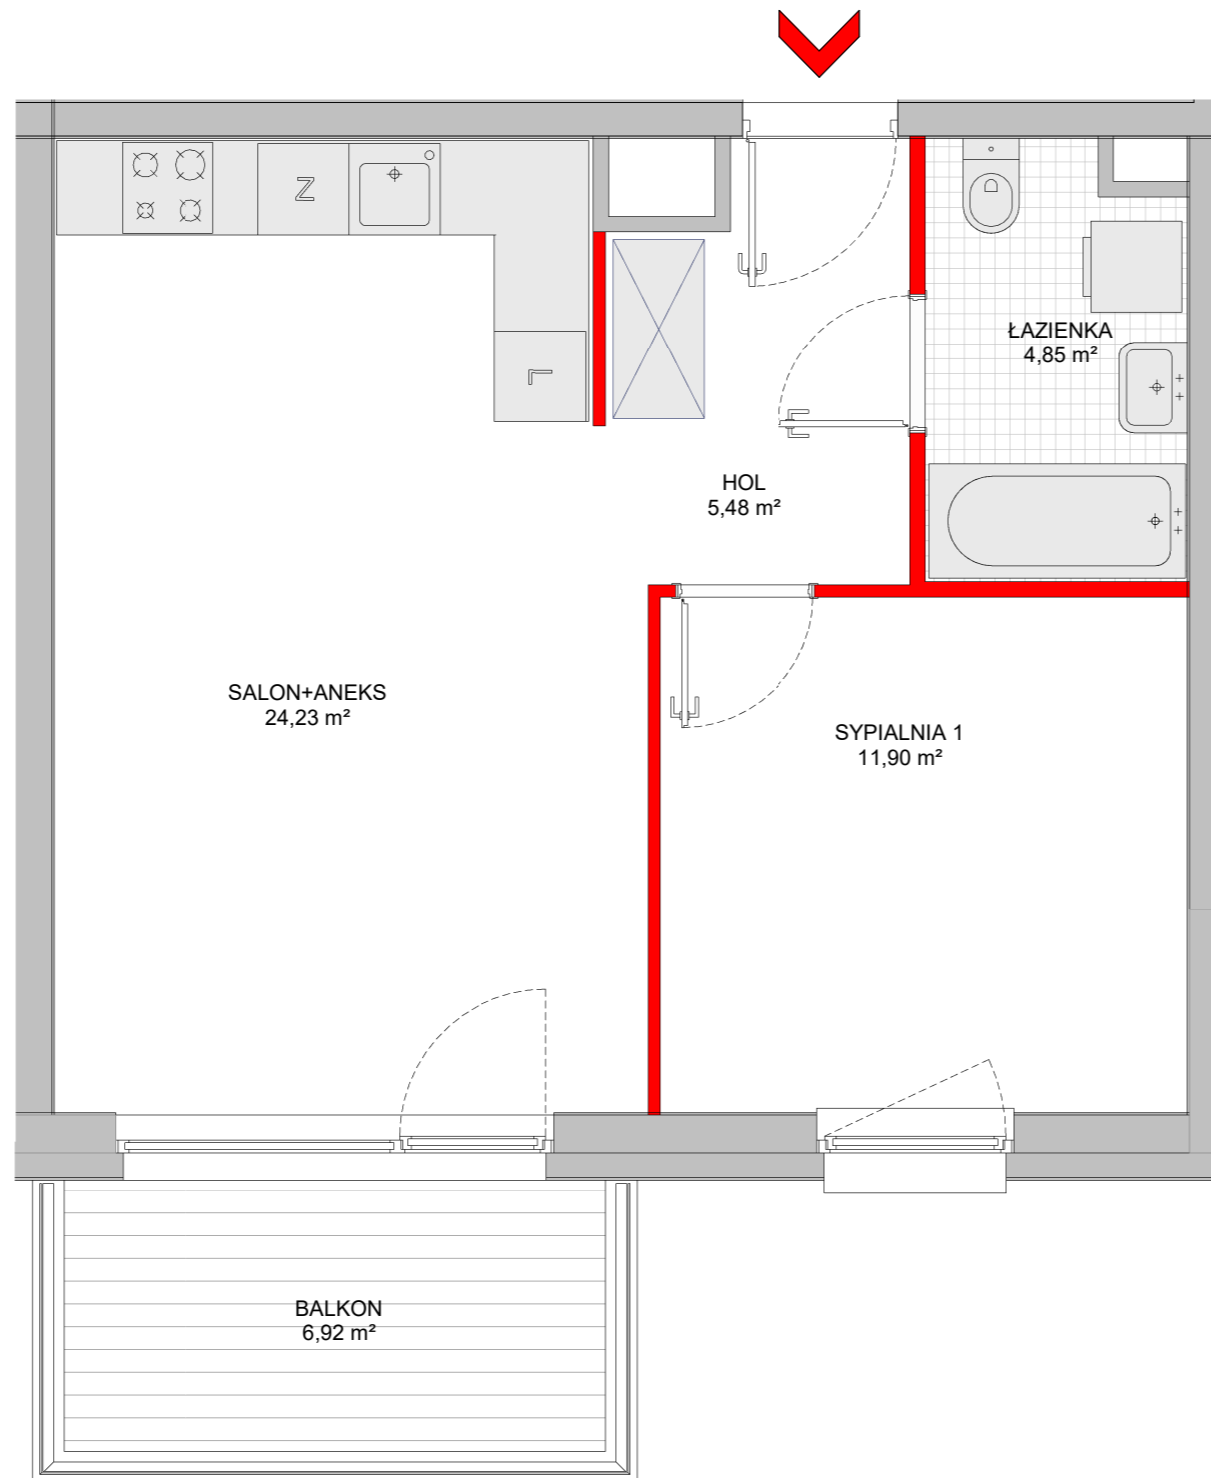 Z
L
ŁAZIENKA
4,85 m²
HOL
5,48 m²
SALON+ANEKS
24,23 m²
SYPIALNIA 1
11,90 m²
BALKON
6,92 m²